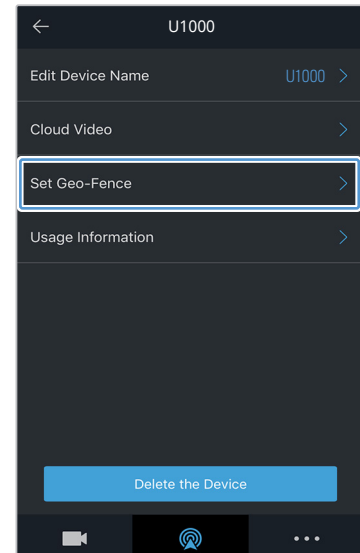 U1000
Edit Device Name U1000
Cloud Video
Set Geo-Fence
Usage Information
Delete the Device